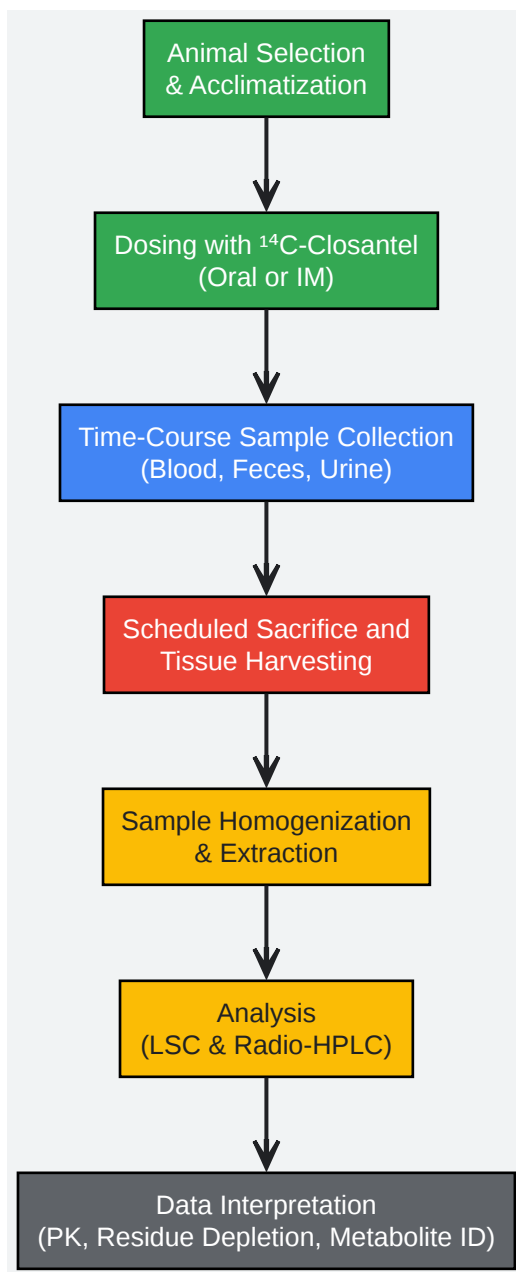 Animal Selection
& Acclimatization
Dosing with ¹⁴C-Closantel
(Oral or IM)
Time-Course Sample Collection
(Blood, Feces, Urine)
Scheduled Sacrifice and
Tissue Harvesting
Sample Homogenization
& Extraction
Analysis
(LSC & Radio-HPLC)
Data Interpretation
(PK, Residue Depletion, Metabolite ID)